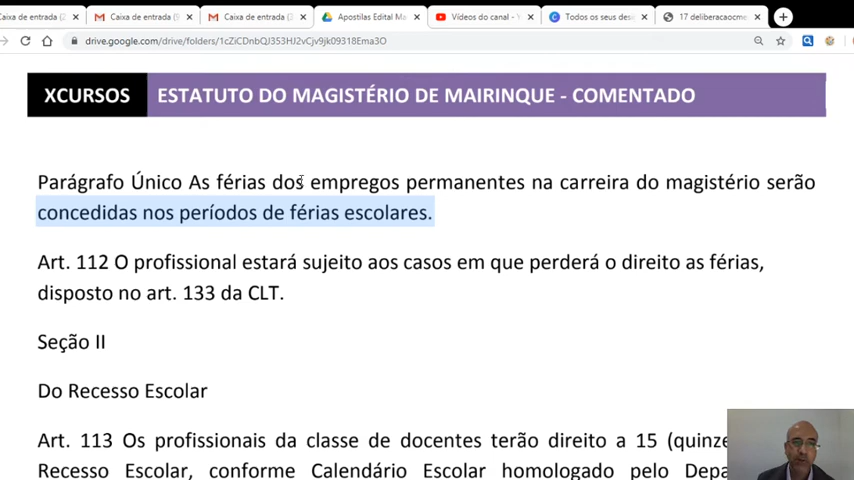 Caixa de entrada (2 Caixa de entrada ( Caixa de entrada (2 Apostilas Edital Ma Vídeos do canal - Y Todos os seus dese 17 deliberacaocme
drive.google.com/drive/folders/1cZiCDnbQJ353HJ2vCjv9jk09318Ema3O
XCURSOS ESTATUTO DO MAGISTÉRIO DE MAIRINQUE - COMENTADO
Parágrafo Único As férias dos empregos permanentes na carreira do magistério serão
concedidas nos períodos de férias escolares.
Art. 112 O profissional estará sujeito aos casos em que perderá o direito as férias,
disposto no art. 133 da CLT.
Seção II
Do Recesso Escolar
Art. 113 Os profissionais da classe de docentes terão direito a 15 (quinze
Recesso Escolar, conforme Calendário Escolar homologado pelo Depa